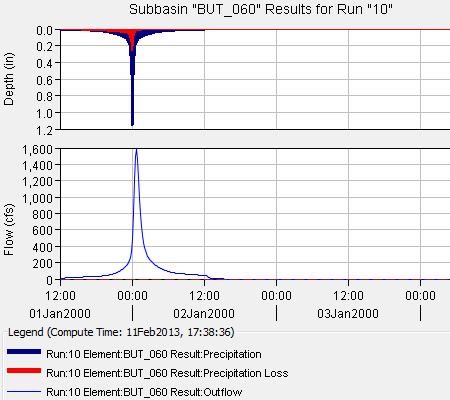 Subbasin "BUT_060" Results for Run "10"
Depth (in)
0.0
0.2
0.4
0.6
0.8
1.0
1.2
Flow (cfs)
1,600
1,400
1,200
1,000
800
600
400
200
0
12:00 00:00 12:00 00:00 12:00 00:00
01Jan2000 02Jan2000 03Jan2000
Legend (Compute Time: 11Feb2013, 17:38:36)
Run:10 Element:BUT_060 Result:Precipitation
Run:10 Element:BUT_060 Result:Precipitation Loss
Run:10 Element:BUT_060 Result:Outflow